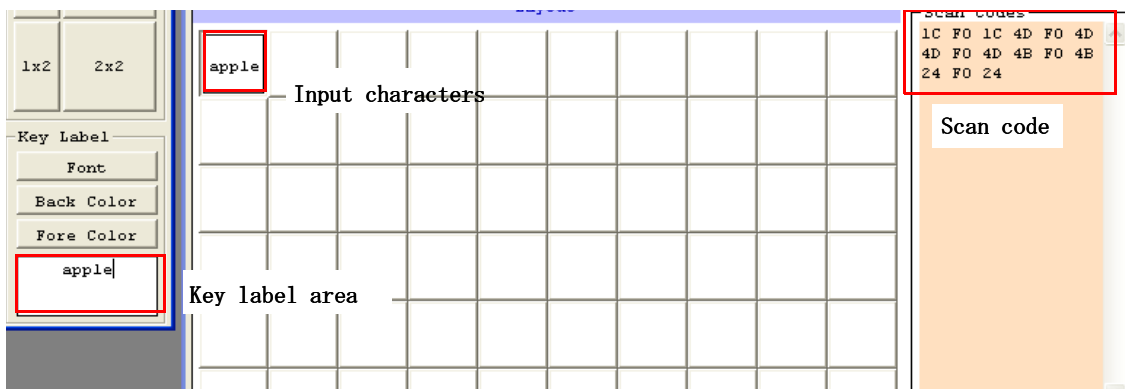 Layout
Scan Codes
1C F0 1C 4D F0 4D
4D F0 4D 4B F0 4B
24 F0 24
1x2
2x2
apple
Input characters
Scan code
Key Label
Font
Back Color
Fore Color
apple
Key label area